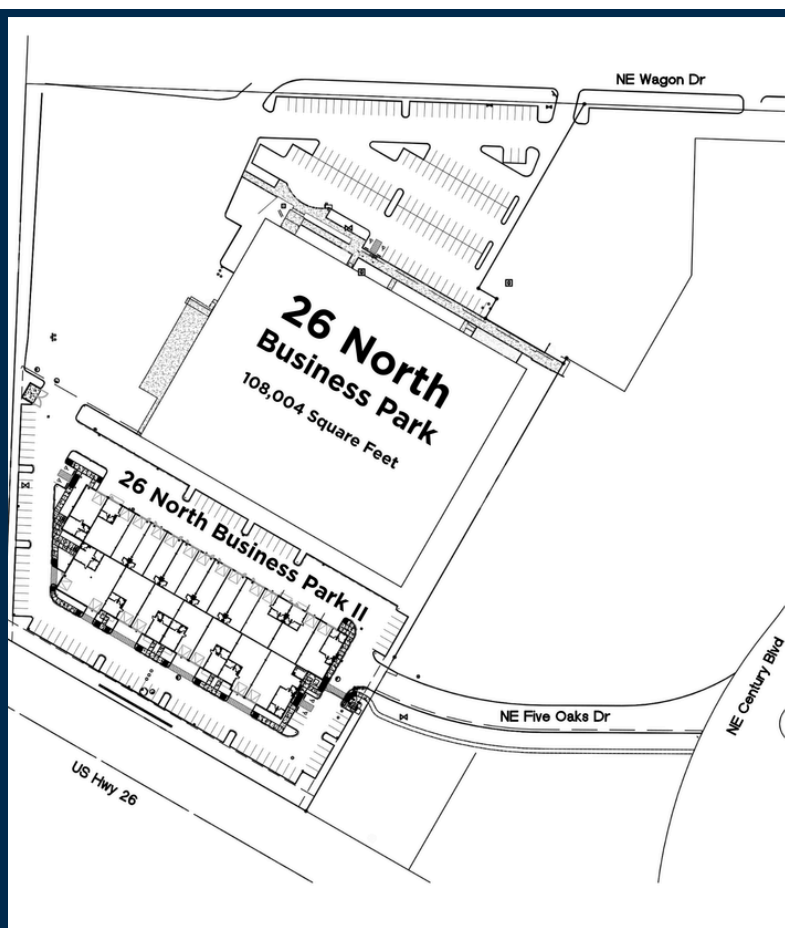 NE Wagon Dr
26 North
Business Park
108,004 Square Feet
26 North Business Park II
NE Five Oaks Dr
NE Century Blvd
US Hwy 26